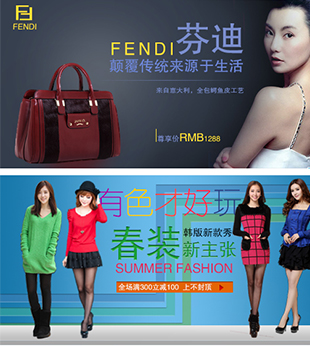 FENDI
FENDI 芬迪
颠覆传统来源于生活
来自意大利，全包鳄鱼皮工艺
尊享价RMB1288
有色才好玩
春装 韩版新款秀
新主张
SUMMER FASHION
全场满300立减100 上不封顶